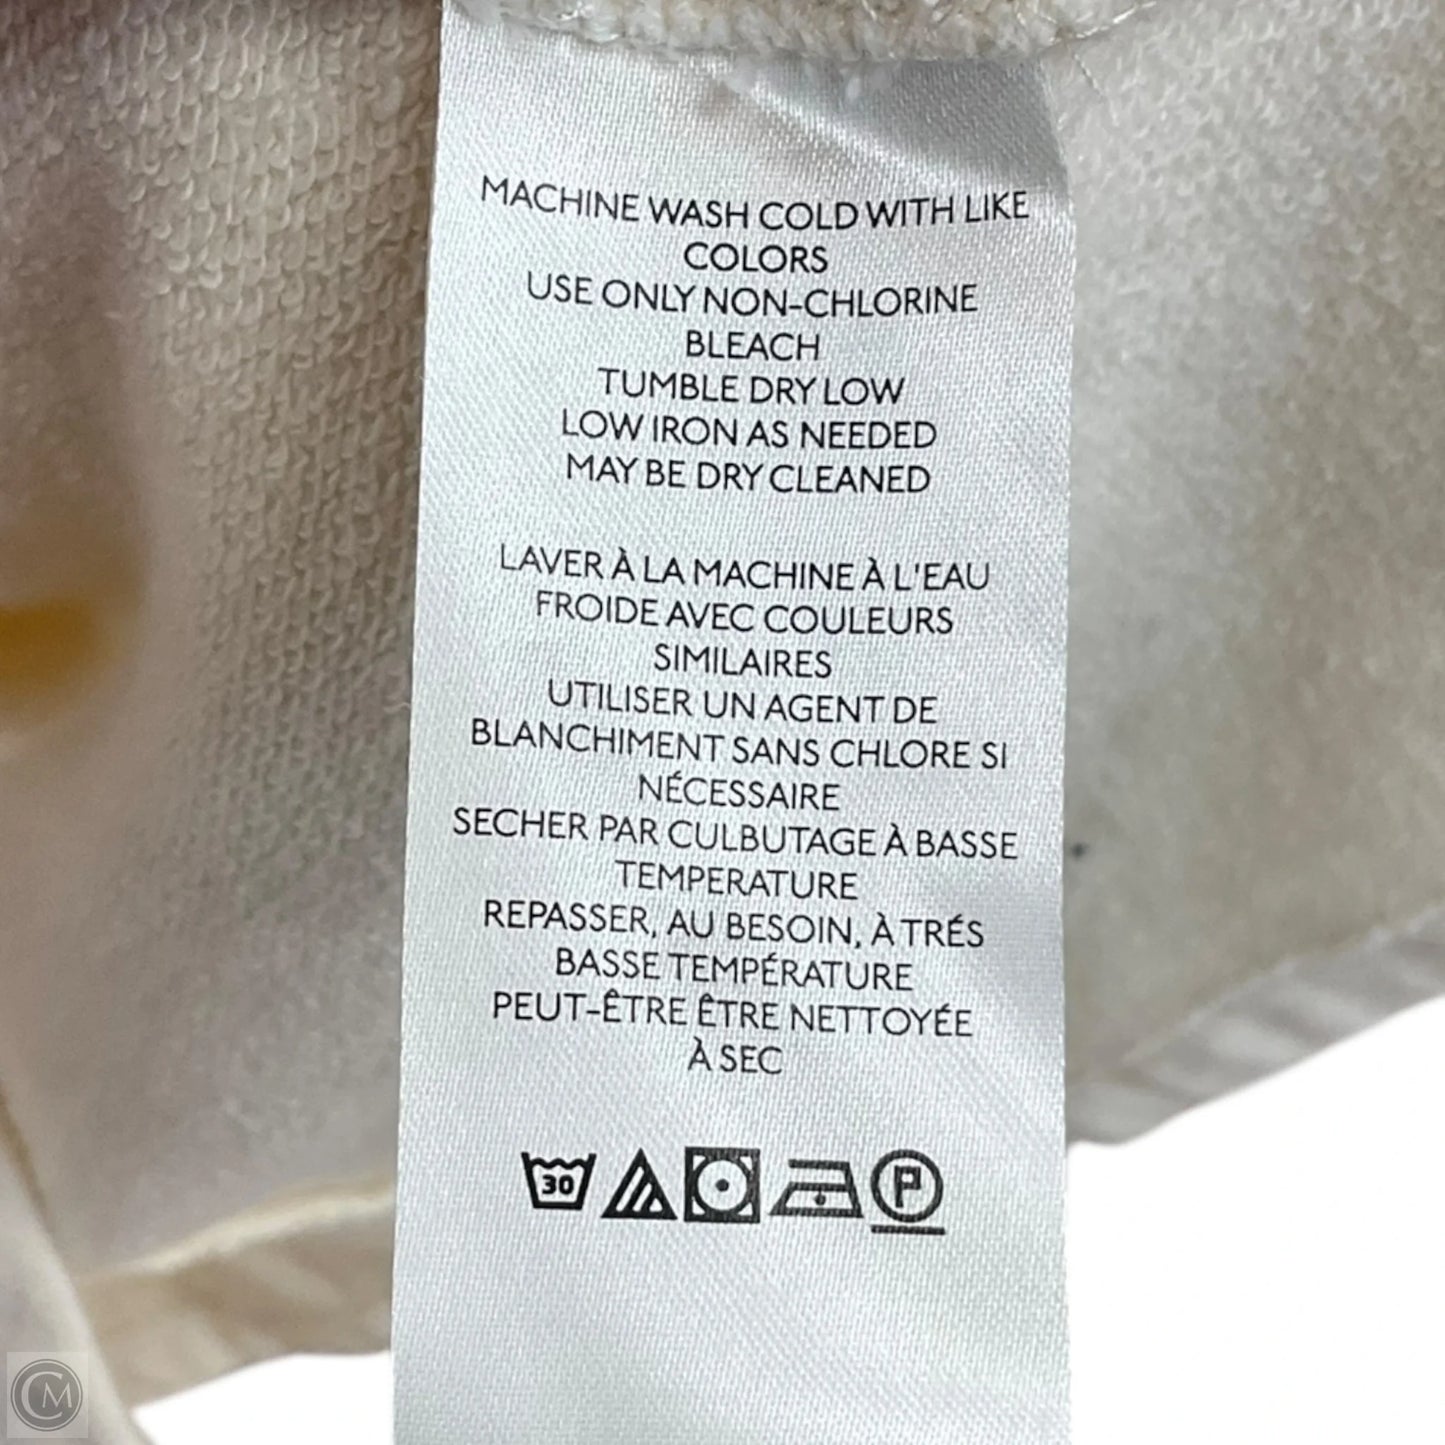 MACHINE WASH COLD WITH LIKE
COLORS
USE ONLY NON-CHLORINE
BLEACH
TUMBLE DRY LOW
LOW IRON AS NEEDED
MAY BE DRY CLEANED
LAVER À LA MACHINE À L'EAU
FROIDE AVEC COULEURS
SIMILAIRES
UTILISER UN AGENT DE
BLANCHIMENT SANS CHLORE SI
NÉCESSAIRE
SECHER PAR CULBUTAGE À BASSE
TEMPERATURE
REPASSER, AU BESOIN, À TRÉS
BASSE TEMPÉRATURE
PEUT-ÊTRE ÊTRE NETTOYÉE
À SEC
30 P
CM